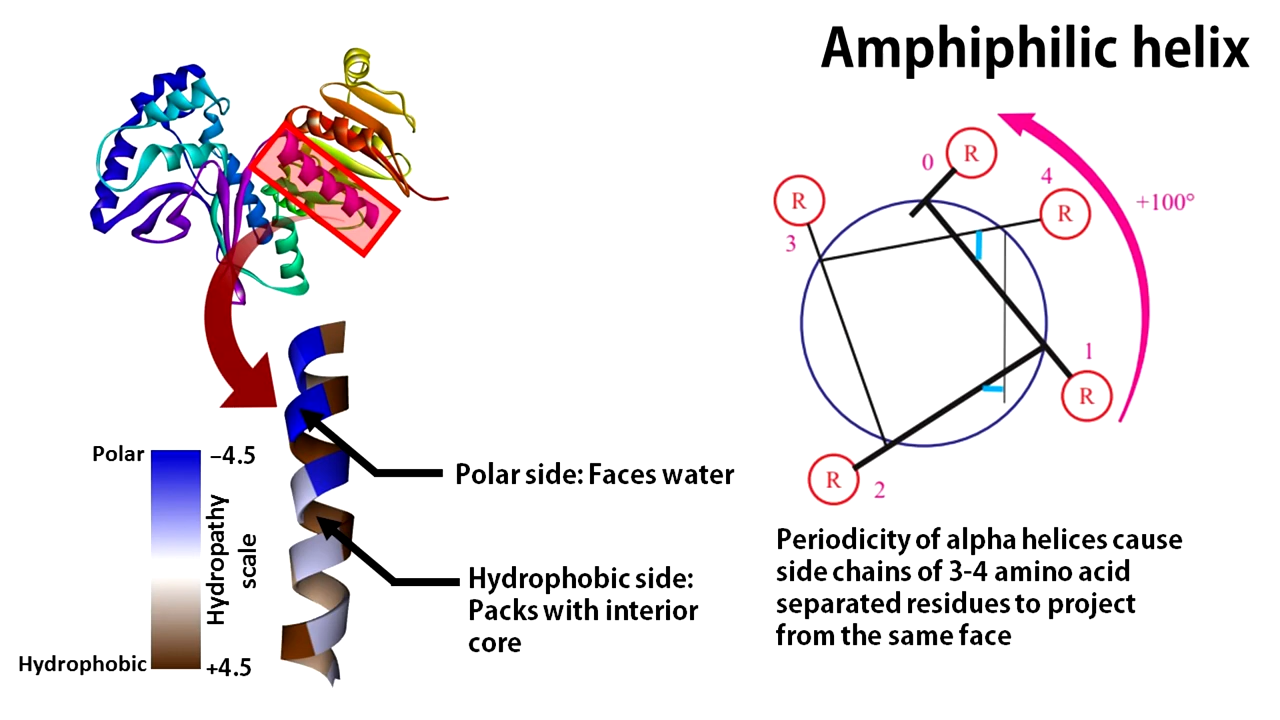 Amphiphilic helix
R
0
4
R
R
3
+100°
1
R
R
2
Polar
–4.5
Hydropathy
scale
Hydrophobic
+4.5
Polar side: Faces water
Hydrophobic side:
Packs with interior
core
Periodicity of alpha helices cause
side chains of 3-4 amino acid
separated residues to project
from the same face